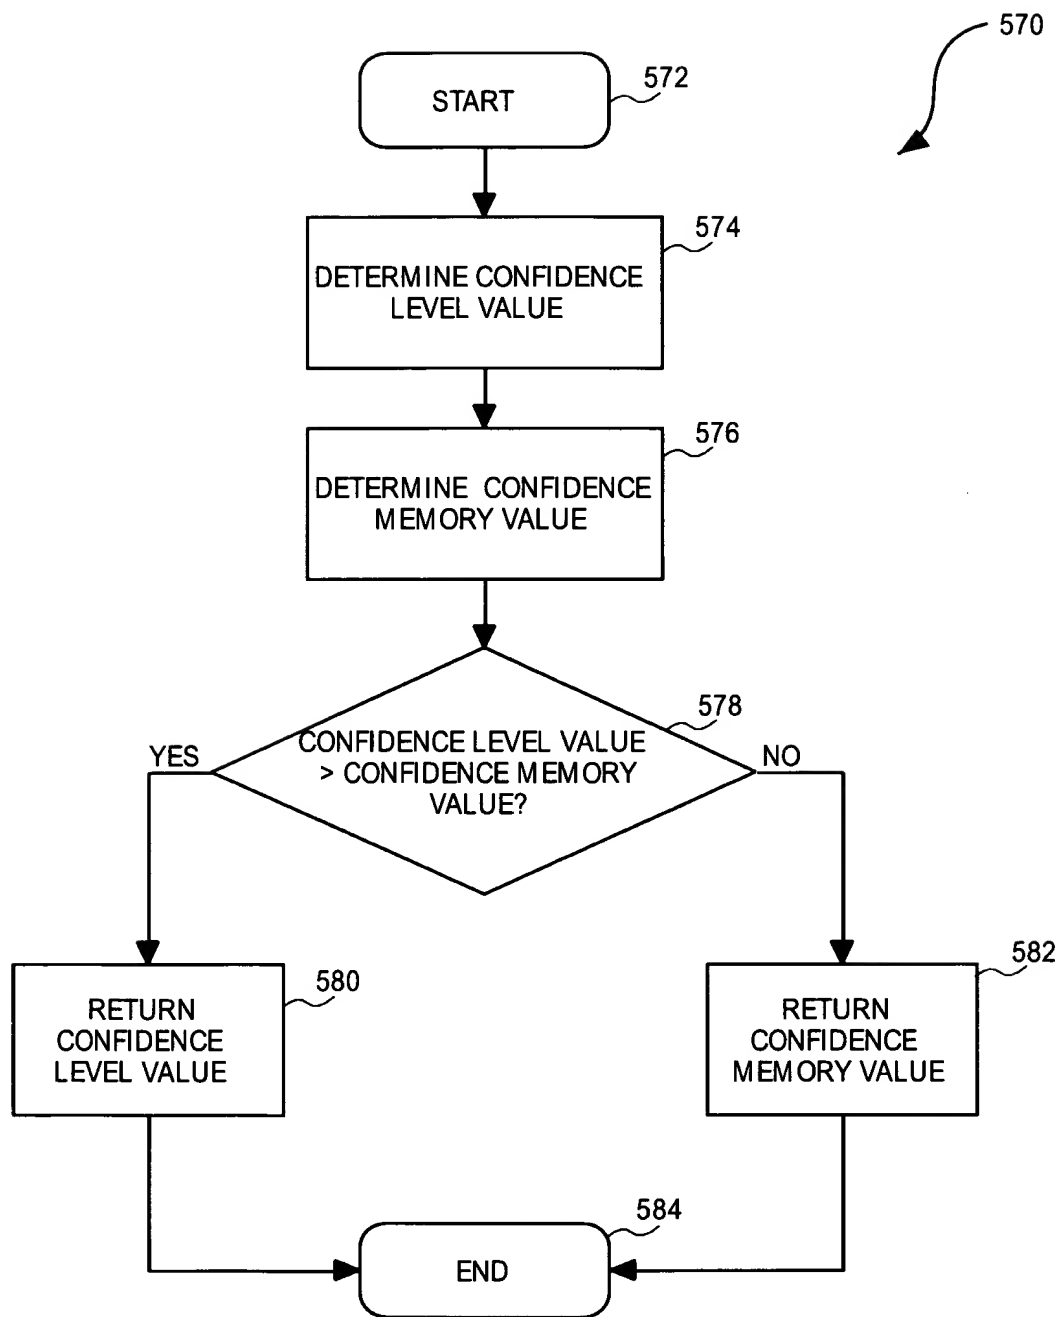 570
START
572
574
DETERMINE CONFIDENCE
LEVEL VALUE
576
DETERMINE CONFIDENCE
MEMORY VALUE
578
CONFIDENCE LEVEL VALUE
> CONFIDENCE MEMORY
VALUE?
YES
NO
580
RETURN
CONFIDENCE
LEVEL VALUE
582
RETURN
CONFIDENCE
MEMORY VALUE
584
END